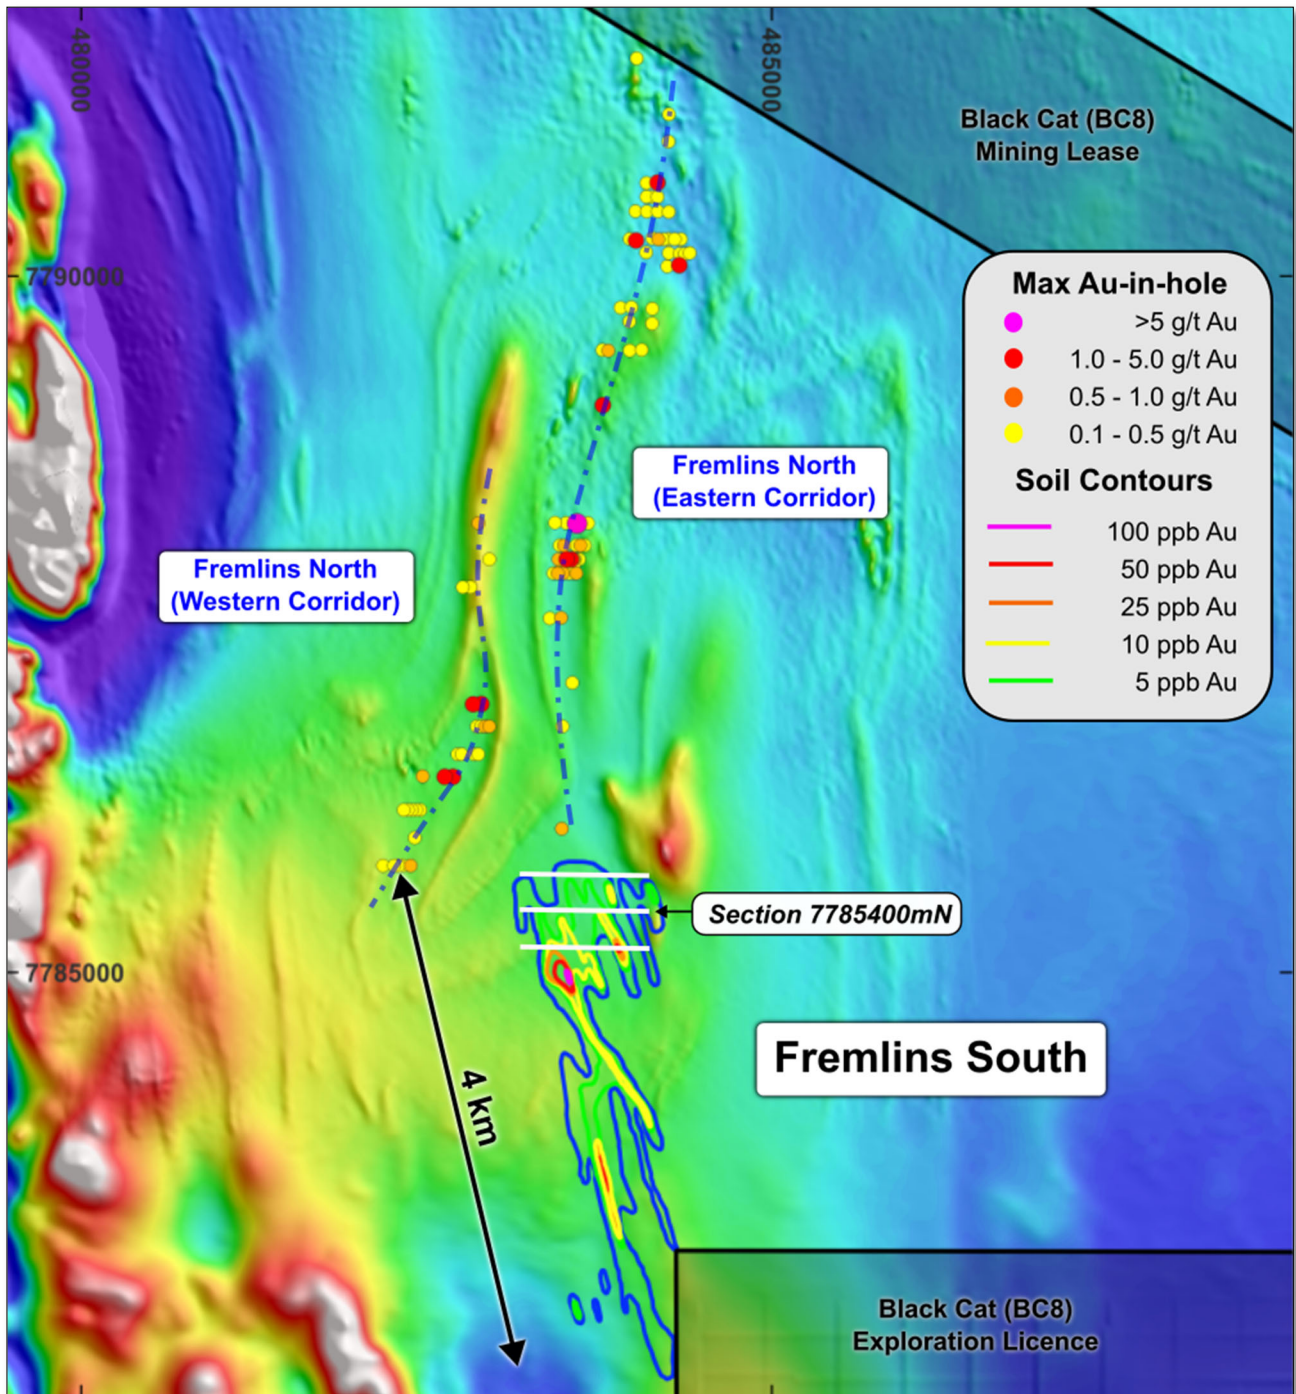 480000
485000
Black Cat (BC8)
Mining Lease
7790000
Max Au-in-hole
>5 g/t Au
1.0 - 5.0 g/t Au
0.5 - 1.0 g/t Au
0.1 - 0.5 g/t Au
Soil Contours
100 ppb Au
50 ppb Au
25 ppb Au
10 ppb Au
5 ppb Au
Fremlins North
(Eastern Corridor)
Fremlins North
(Western Corridor)
Section 7785400mN
7785000
Fremlins South
4 km
Black Cat (BC8)
Exploration Licence